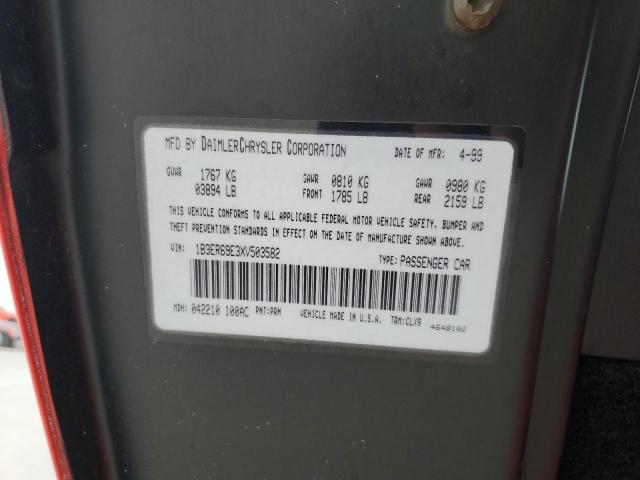 MFD BY DAIMLERCHRYSLER CORPORATION DATE OF MFR: 4-99
GVWR 1767 KG GAWR 0810 KG GAWR 0980 KG
03894 LB FRONT 1785 LB REAR 2159 LB
THIS VEHICLE CONFORMS TO ALL APPLICABLE FEDERAL MOTOR VEHICLE SAFETY, BUMPER AND
THEFT PREVENTION STANDARDS IN EFFECT ON THE DATE OF MANUFACTURE SHOWN ABOVE.
VIN: 1B3ER69E3XV503582 TYPE: PASSENGER CAR
MDH: 042210 100AC PNT:PRN VEHICLE MADE IN U.S.A. TRM:CLX9 4648102